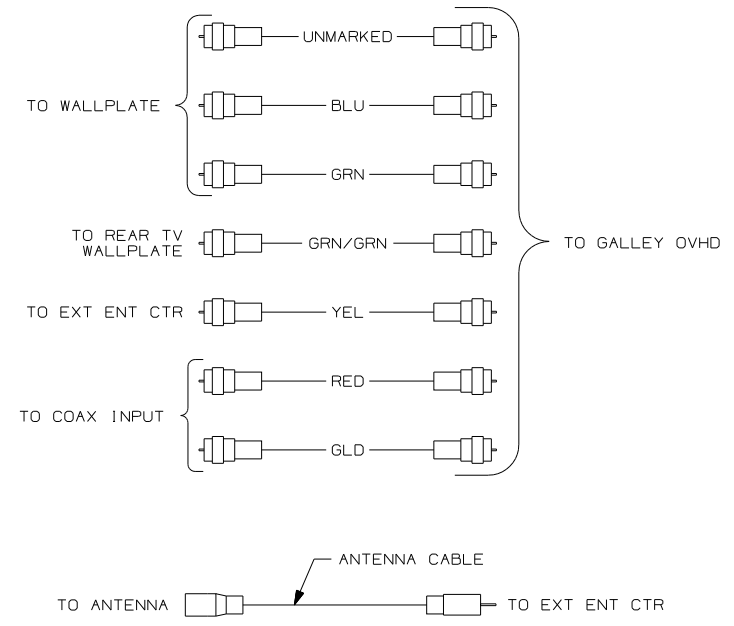 UNMARKED
TO WALLPLATE
BLU
GRN
TO REAR TV
WALLPLATE
GRN/GRN
TO GALLEY OVHD
TO EXT ENT CTR
YEL
RED
TO COAX INPUT
GLD
ANTENNA CABLE
TO ANTENNA
TO EXT ENT CTR